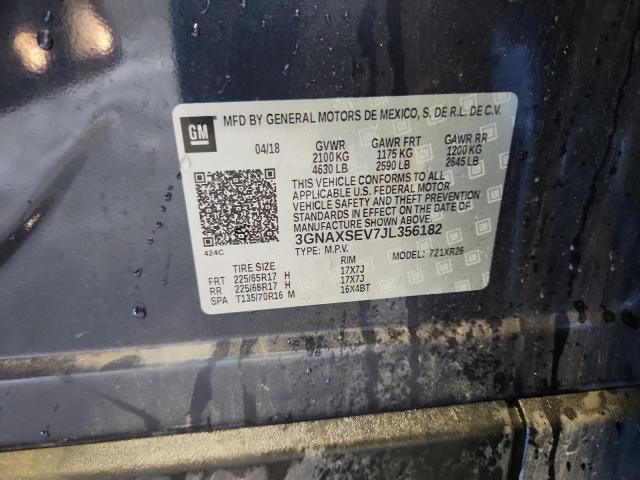 GM
MFD BY GENERAL MOTORS DE MEXICO, S. DE R.L. DE C.V.
04/18 GVWR GAWR FRT GAWR RR
2100 KG 1175 KG 1200 KG
4630 LB 2590 LB 2645 LB
THIS VEHICLE CONFORMS TO ALL
APPLICABLE U.S. FEDERAL MOTOR
VEHICLE SAFETY AND THEFT PREVENTION
STANDARDS IN EFFECT ON THE DATE OF
MANUFACTURE SHOWN ABOVE.
3GNAXSEV7JL356182
424C
TYPE: M.P.V. MODEL: 721XR26
TIRE SIZE RIM
FRT 225/65R17 H 17X7J
RR 225/65R17 H 17X7J
SPA T135/70R16 M 16X4BT